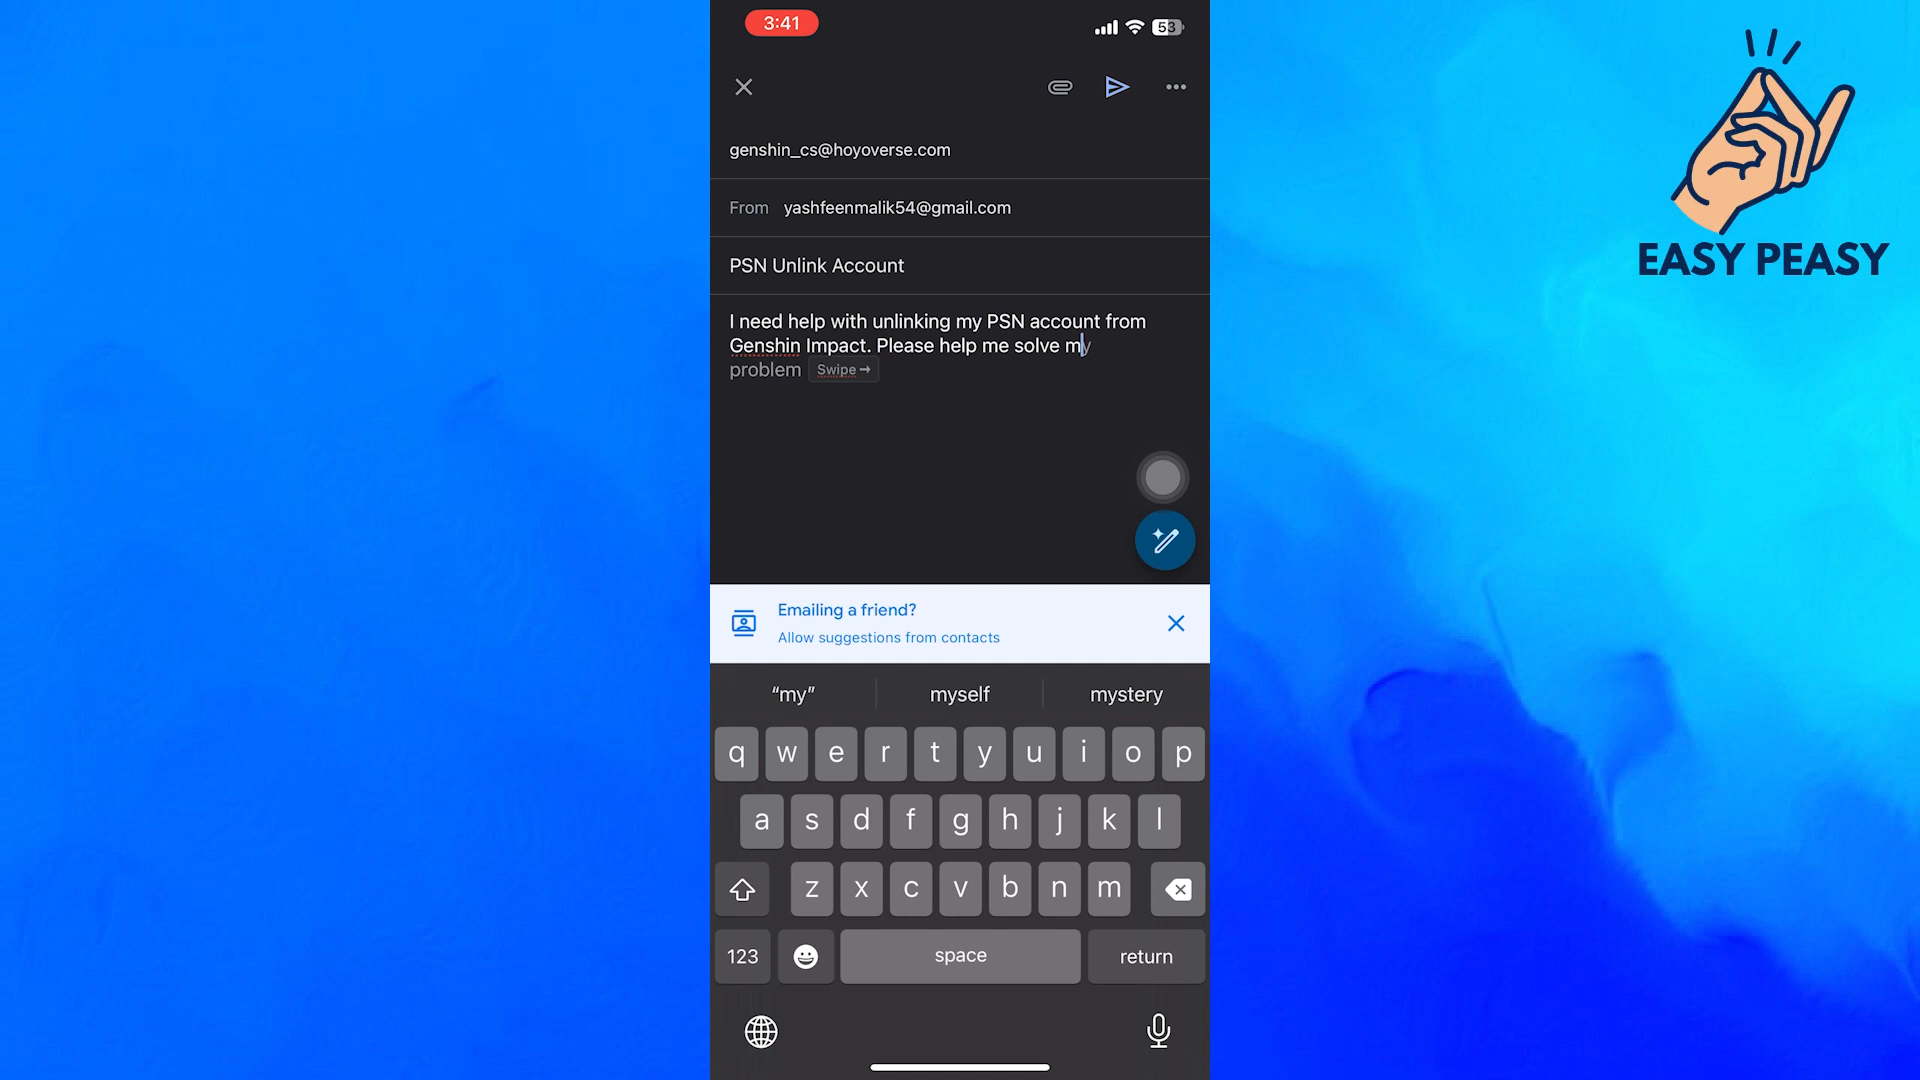 3:41
53
EASY PEASY
genshin_cs@hoyoverse.com
From yashfeenmalik54@gmail.com
PSN Unlink Account
I need help with unlinking my PSN account from
Genshin Impact. Please help me solve my
problem Swipe →
Emailing a friend?
Allow suggestions from contacts
“my” myself mystery
q w e r t y u i o p
a s d f g h j k l
z x c v b n m
123 space return